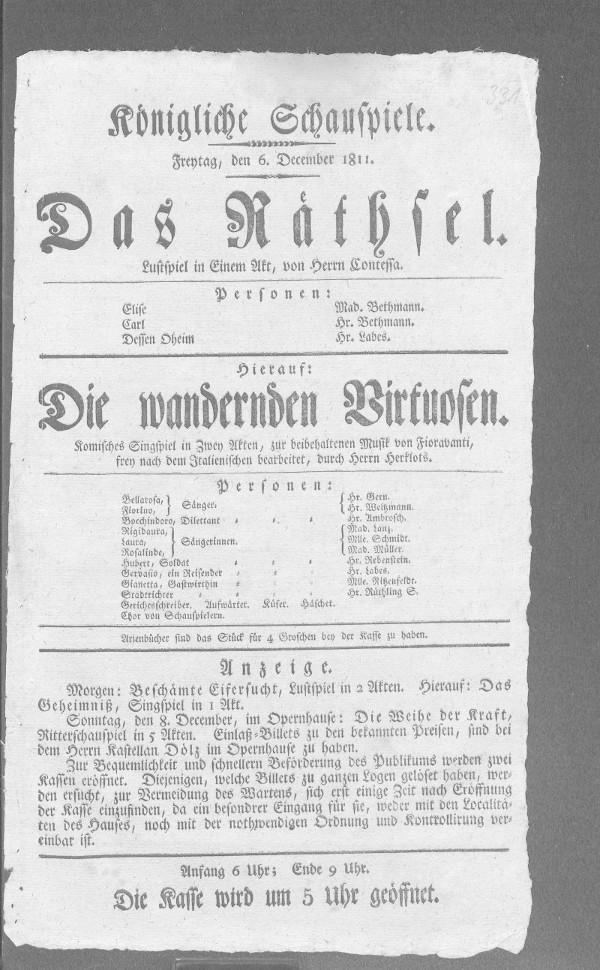 331
Königliche Schauspiele.
Freytag, den 6. December 1811.
Das Räthsel.
Lustspiel in Einem Akt, von Herrn Contessa.
Personen:
Elise Mad. Bethmann.
Carl Hr. Bethmann.
Dessen Oheim Hr. Labes.
Hierauf:
Die wandernden Virtuosen.
Komisches Singspiel in Zwey Akten, zur beibehaltenen Musik von Fioravanti,
frey nach dem Italienischen bearbeitet, durch Herrn Herklots.
Personen:
Bellarosa, } Sänger. { Hr. Gern.
Florino, Hr. Weitzmann.
Bocchindoro, Dilettant Hr. Ambrosch.
Rigidaura, } Sängerinnen. { Mad. Lanz.
Laura, Mlle. Schmidt.
Rosalinde, Mad. Müller.
Hubert, Soldat Hr. Rebenstein.
Gervasio, ein Reisender Hr. Labes.
Gianetta, Gastwirthin Mlle. Ritzenfeldt.
Stadtrichter Hr. Rüthling S.
Gerichtsschreiber. Aufwärter. Küfer. Häscher.
Chor von Schauspielern.
Arienbücher sind das Stück für 4 Groschen bey der Kasse zu haben.
Anzeige.
Morgen: Beschämte Eifersucht, Lustspiel in 2 Akten. Hierauf: Das
Geheimniß, Singspiel in 1 Akt.
Sonntag, den 8. December, im Opernhause: Die Weihe der Kraft,
Ritterschauspiel in 5 Akten. Einlaß-Billets zu den bekannten Preisen, sind bei
dem Herrn Kastellan Dölz im Opernhause zu haben.
Zur Bequemlichkeit und schnellern Beförderung des Publikums werden zwei
Kassen eröffnet. Diejenigen, welche Billets zu ganzen Logen gelöset haben, wer-
den ersucht, zur Vermeidung des Wartens, sich erst einige Zeit nach Eröffnung
der Kasse einzufinden, da ein besondrer Eingang für sie, weder mit den Localitä-
ten des Hauses, noch mit der nothwendigen Ordnung und Kontrollirung ver-
einbar ist.
Anfang 6 Uhr; Ende 9 Uhr.
Die Kasse wird um 5 Uhr geöffnet.